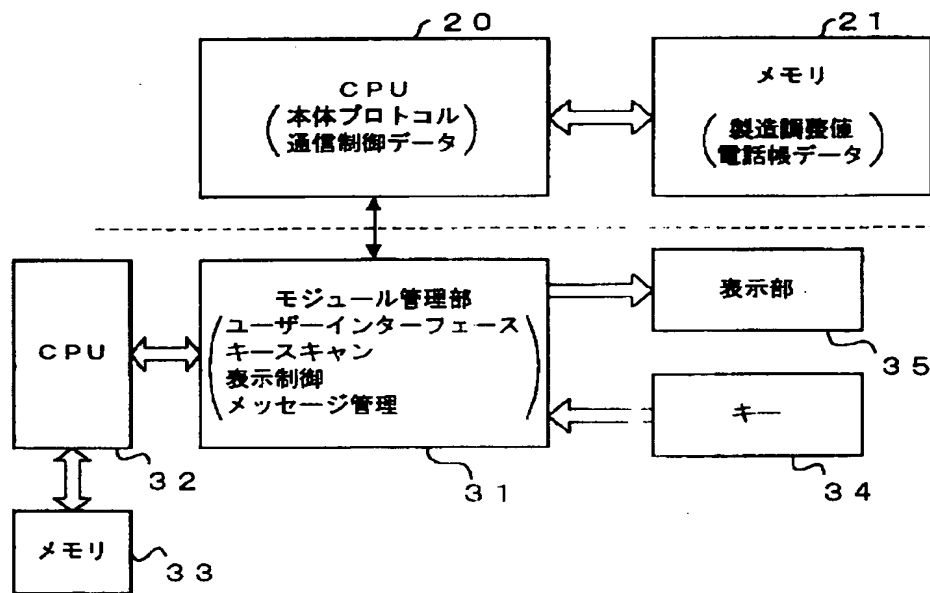 20
21
CPU
本体プロトコル
通信制御データ
メモリ
製造調整値
電話帳データ
CPU
モジュール管理部
ユーザーインターフェース
キースキャン
表示制御
メッセージ管理
表示部
35
キー
34
32
31
メモリ
33